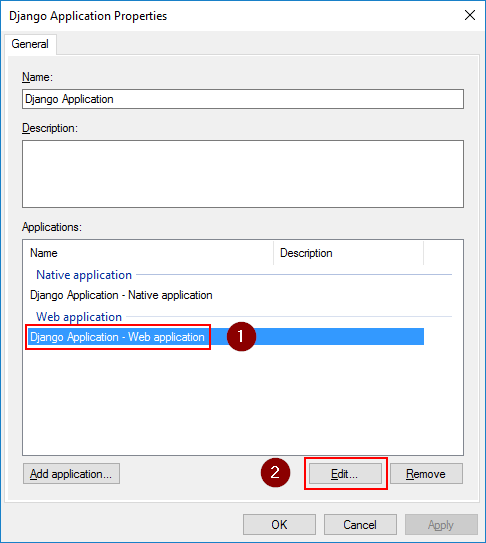 Django Application Properties
General
Name:
Django Application
Description:
Applications:
Name Description
Native application
Django Application - Native application
Web application
Django Application - Web application 1
Add application... 2 Edit... Remove
OK Cancel Apply